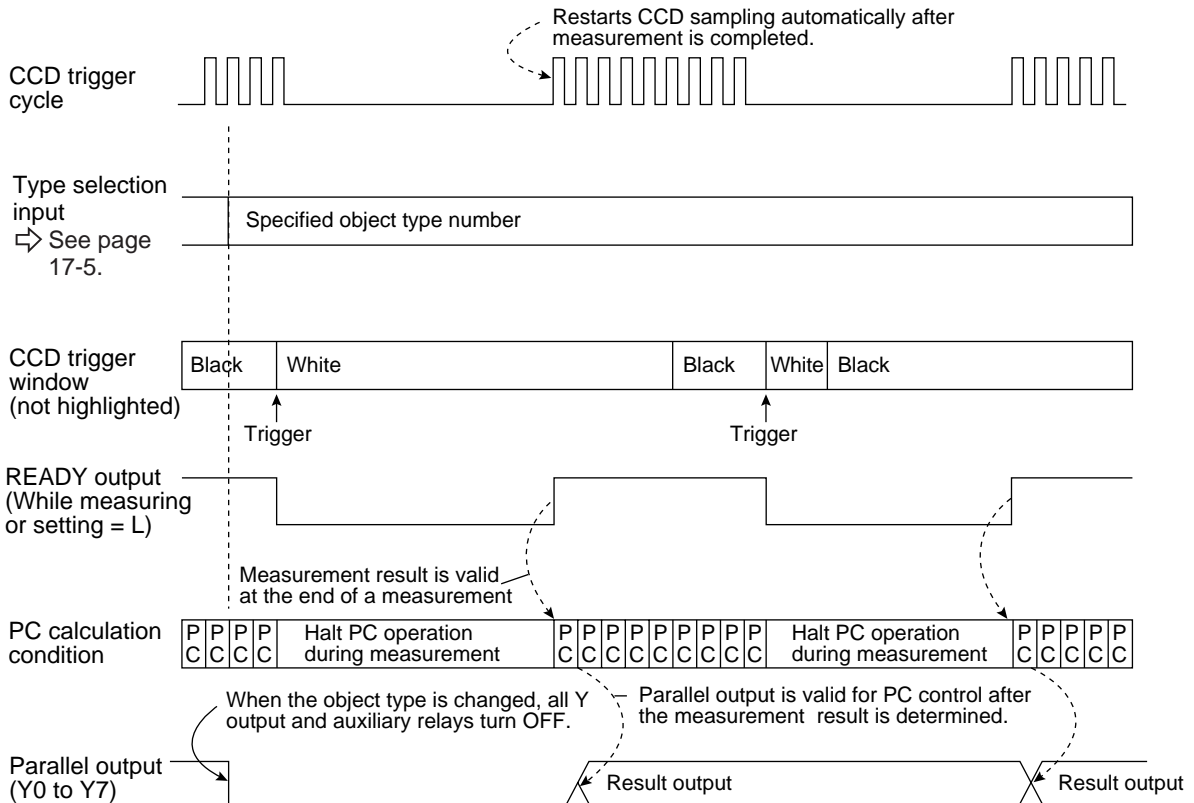 Restarts CCD sampling automatically after
measurement is completed.
CCD trigger
cycle
Type selection
input
See page
17-5.
Specified object type number
CCD trigger
window
(not highlighted)
Black
White
Black
White
Black
Trigger
Trigger
READY output
(While measuring
or setting = L)
Measurement result is valid
at the end of a measurement
PC calculation
condition
P P P P
C C C C
Halt PC operation
during measurement
P P P P P P P P P
C C C C C C C C C
Halt PC operation
during measurement
P P P P P
C C C C C
When the object type is changed, all Y
output and auxiliary relays turn OFF.
Parallel output is valid for PC control after
the measurement result is determined.
Parallel output
(Y0 to Y7)
Result output
Result output